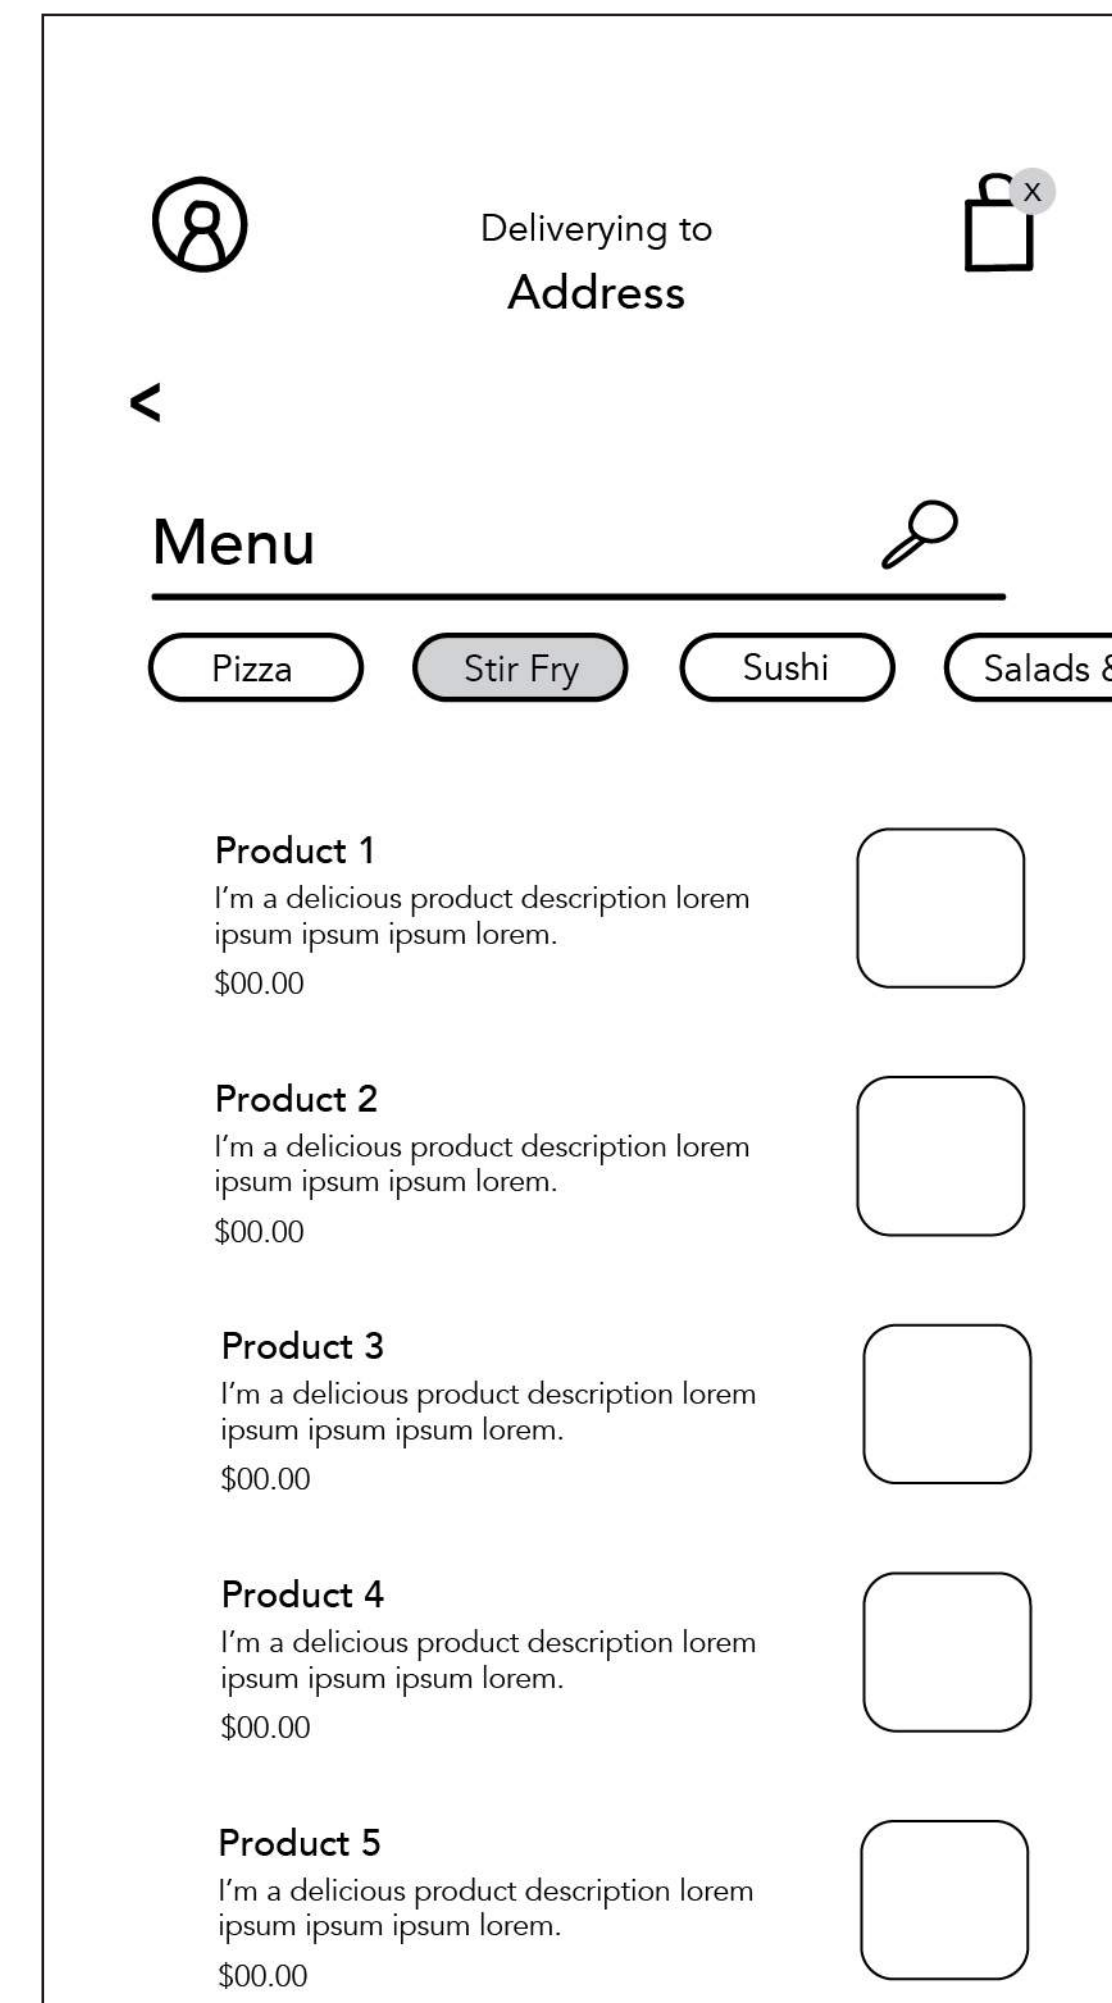 X
Deliverying to
Address
<
Menu
Pizza
Stir Fry
Sushi
Salads &
Product 1
I'm a delicious product description lorem
ipsum ipsum ipsum lorem.
$00.00
Product 2
I'm a delicious product description lorem
ipsum ipsum ipsum lorem.
$00.00
Product 3
I'm a delicious product description lorem
ipsum ipsum ipsum lorem.
$00.00
Product 4
I'm a delicious product description lorem
ipsum ipsum ipsum lorem.
$00.00
Product 5
I'm a delicious product description lorem
ipsum ipsum ipsum lorem.
$00.00